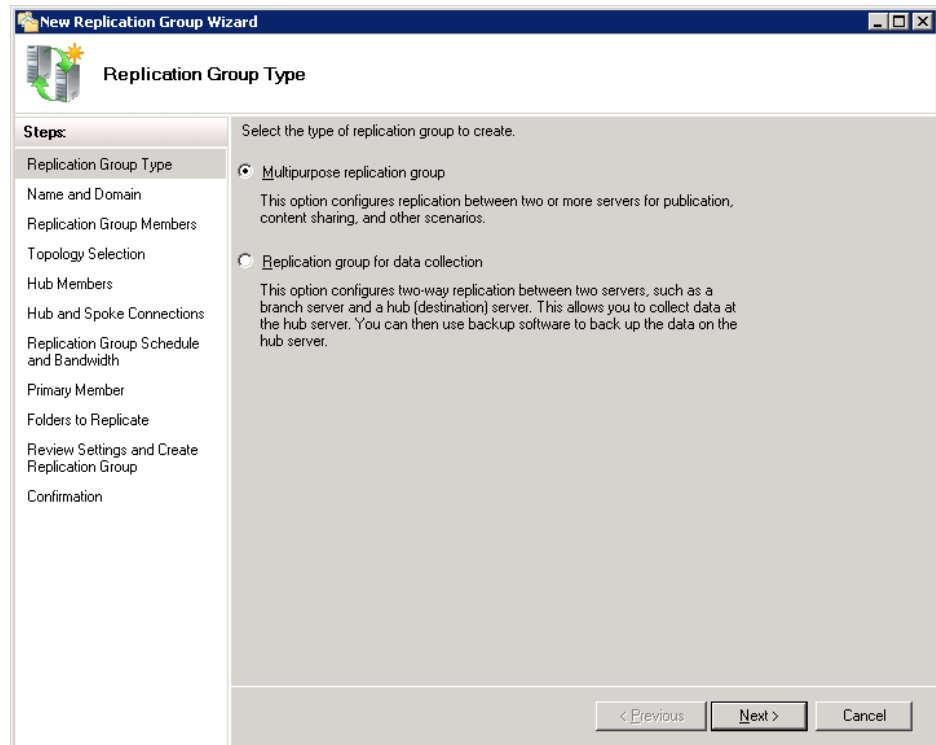 New Replication Group Wizard
Replication Group Type
Steps:
Replication Group Type
Name and Domain
Replication Group Members
Topology Selection
Hub Members
Hub and Spoke Connections
Replication Group Schedule
and Bandwidth
Primary Member
Folders to Replicate
Review Settings and Create
Replication Group
Confirmation
Select the type of replication group to create.
Multipurpose replication group
This option configures replication between two or more servers for publication,
content sharing, and other scenarios.
Replication group for data collection
This option configures two-way replication between two servers, such as a
branch server and a hub (destination) server. This allows you to collect data at
the hub server. You can then use backup software to back up the data on the
hub server.
< Previous
Next >
Cancel